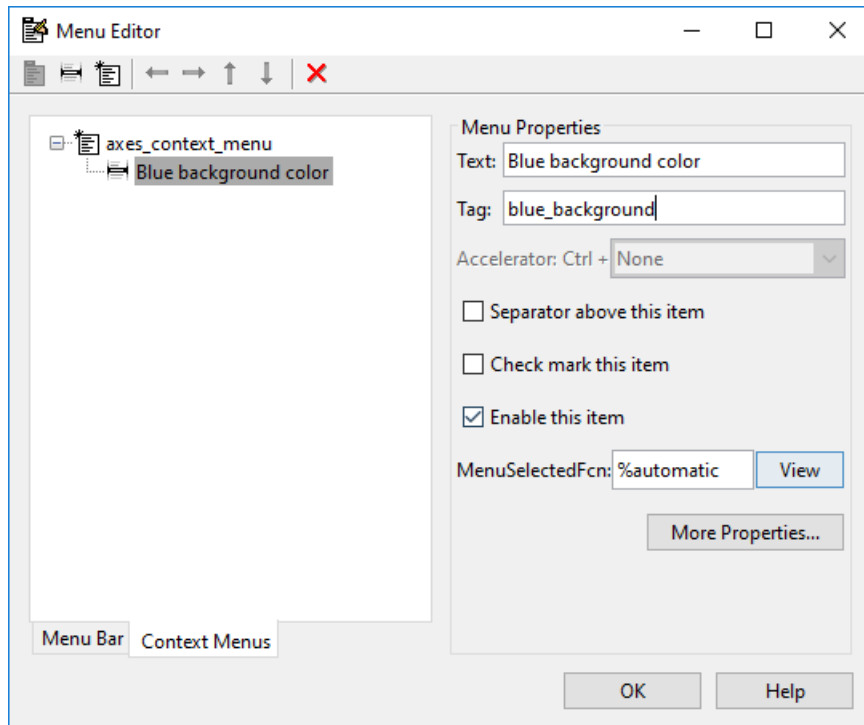 Menu Editor
axes_context_menu
Blue background color
Menu Bar
Context Menus
Menu Properties
Text: Blue background color
Tag: blue_background
Accelerator: Ctrl + None
Separator above this item
Check mark this item
Enable this item
MenuSelectedFcn: %automatic View
More Properties...
OK Help